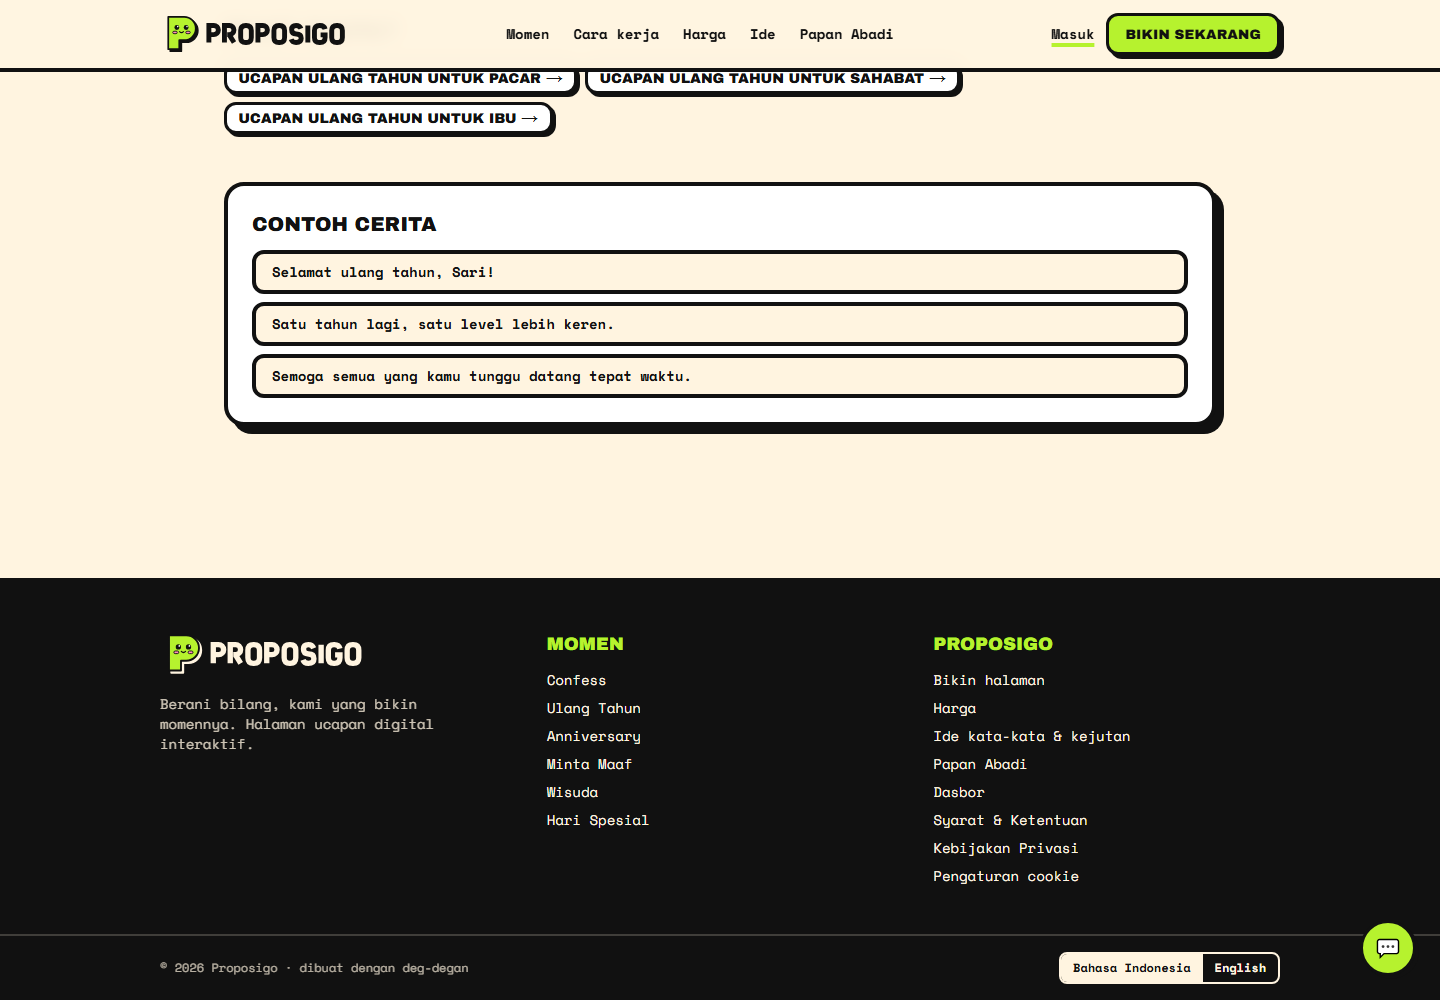 PROPOSIGO
Momen Cara kerja Harga Ide Papan Abadi
Masuk BIKIN SEKARANG
UCAPAN ULANG TAHUN UNTUK PACAR → UCAPAN ULANG TAHUN UNTUK SAHABAT →
UCAPAN ULANG TAHUN UNTUK IBU →
CONTOH CERITA
Selamat ulang tahun, Sari!
Satu tahun lagi, satu level lebih keren.
Semoga semua yang kamu tunggu datang tepat waktu.
PROPOSIGO
Berani bilang, kami yang bikin
momennya. Halaman ucapan digital
interaktif.
MOMEN
Confess
Ulang Tahun
Anniversary
Minta Maaf
Wisuda
Hari Spesial
PROPOSIGO
Bikin halaman
Harga
Ide kata-kata & kejutan
Papan Abadi
Dasbor
Syarat & Ketentuan
Kebijakan Privasi
Pengaturan cookie
© 2026 Proposigo · dibuat dengan deg-degan
Bahasa Indonesia English